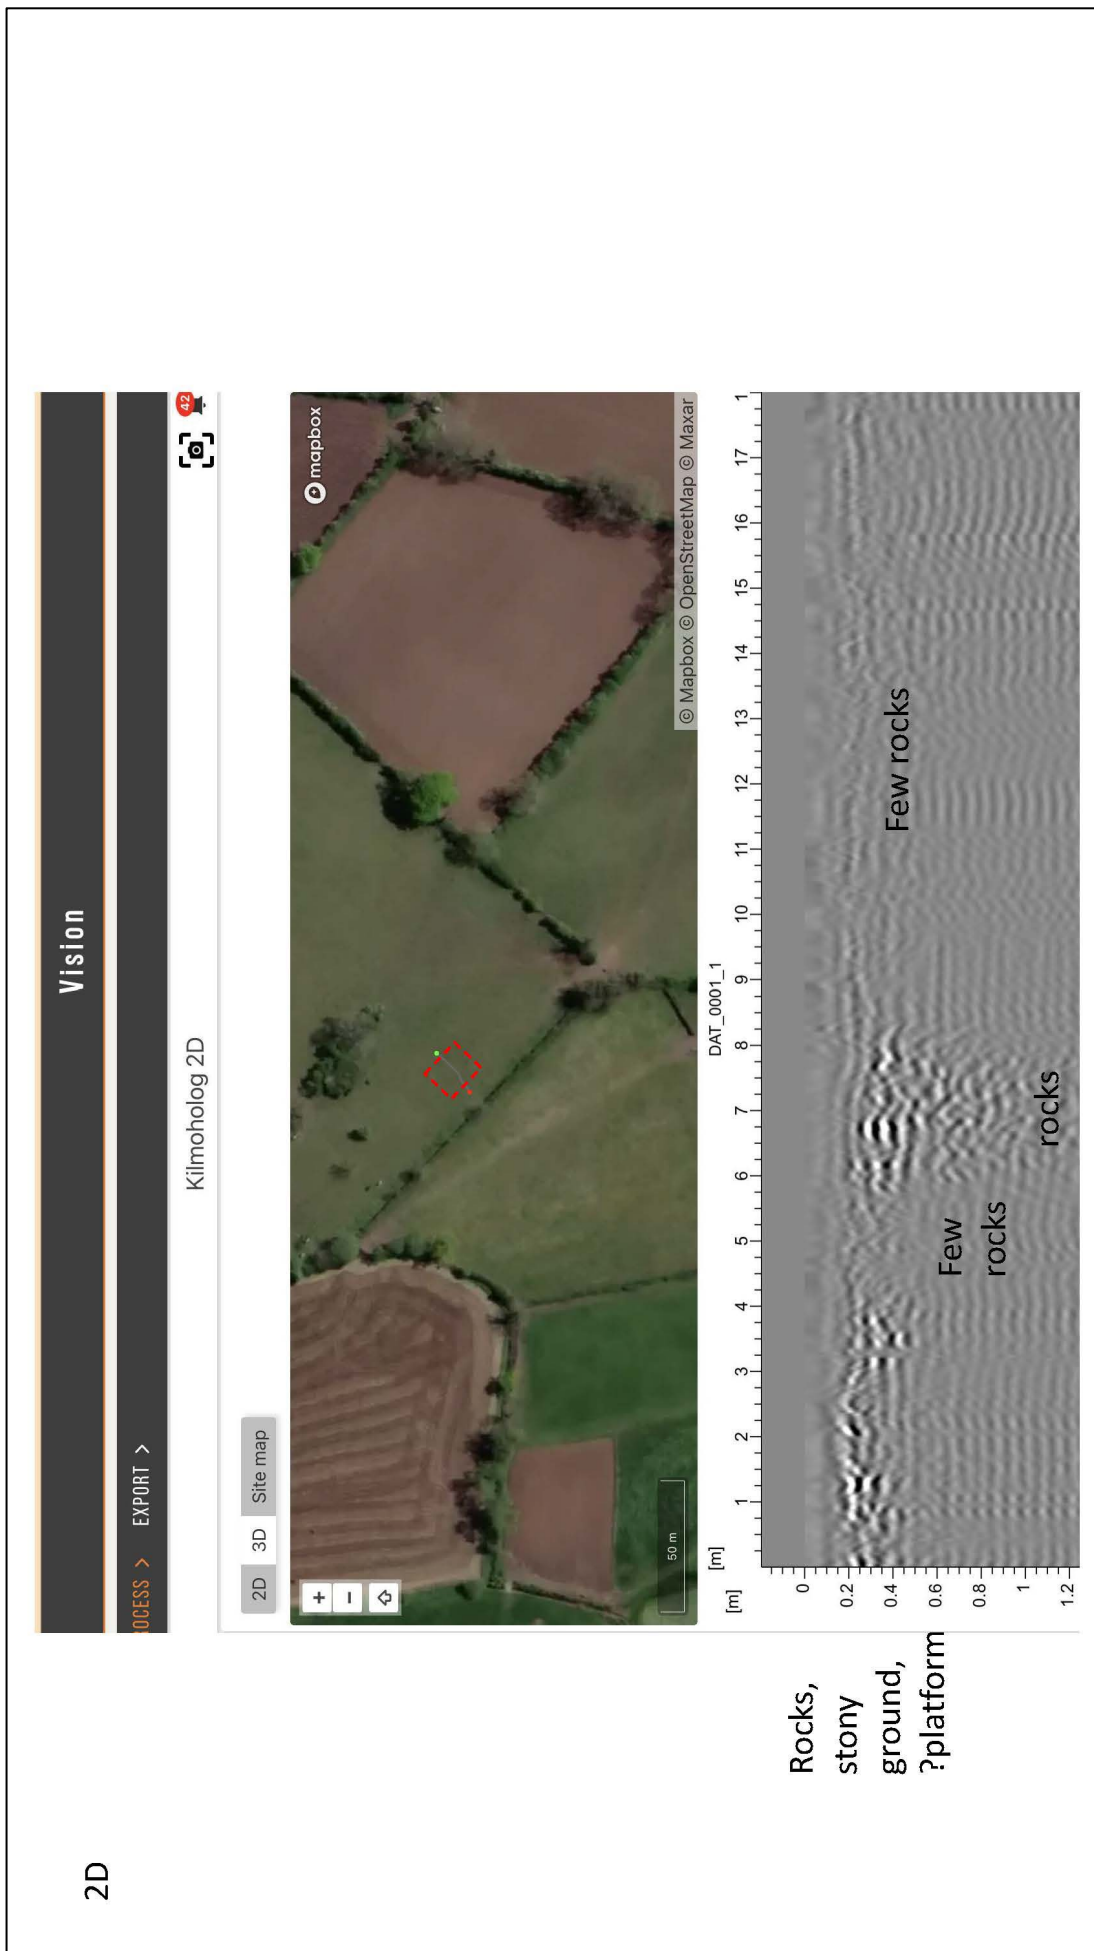 2D
Vision
ROCESS > EXPORT >
Kilmoholog 2D
42
2D 3D Site map
mapbox
+
−
50 m
© Mapbox © OpenStreetMap © Maxar
DAT_0001_1
[m]
[m]
1 2 3 4 5 6 7 8 9 10 11 12 13 14 15 16 17 1
0
0.2
0.4
0.6
0.8
1
1.2
Rocks,
stony
ground,
?platform
Few
rocks
rocks
Few rocks